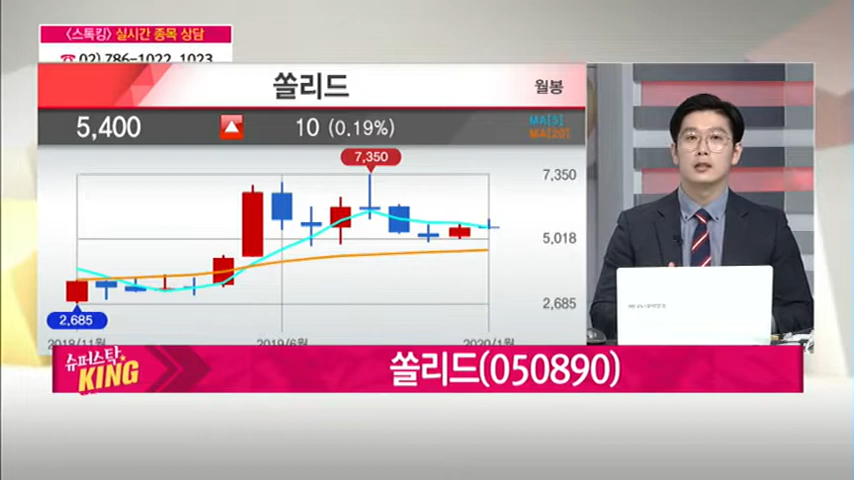 <스톡킹> 실시간 종목 상담
☎ 02) 786-1022, 1023
쏠리드
월봉
5,400
10 (0.19%)
MA[5]
MA[20]
7,350
7,350
5,018
2,685
2,685
2018/11월
2019/6월
2020/1월
슈퍼스탁
KING
쏠리드(050890)